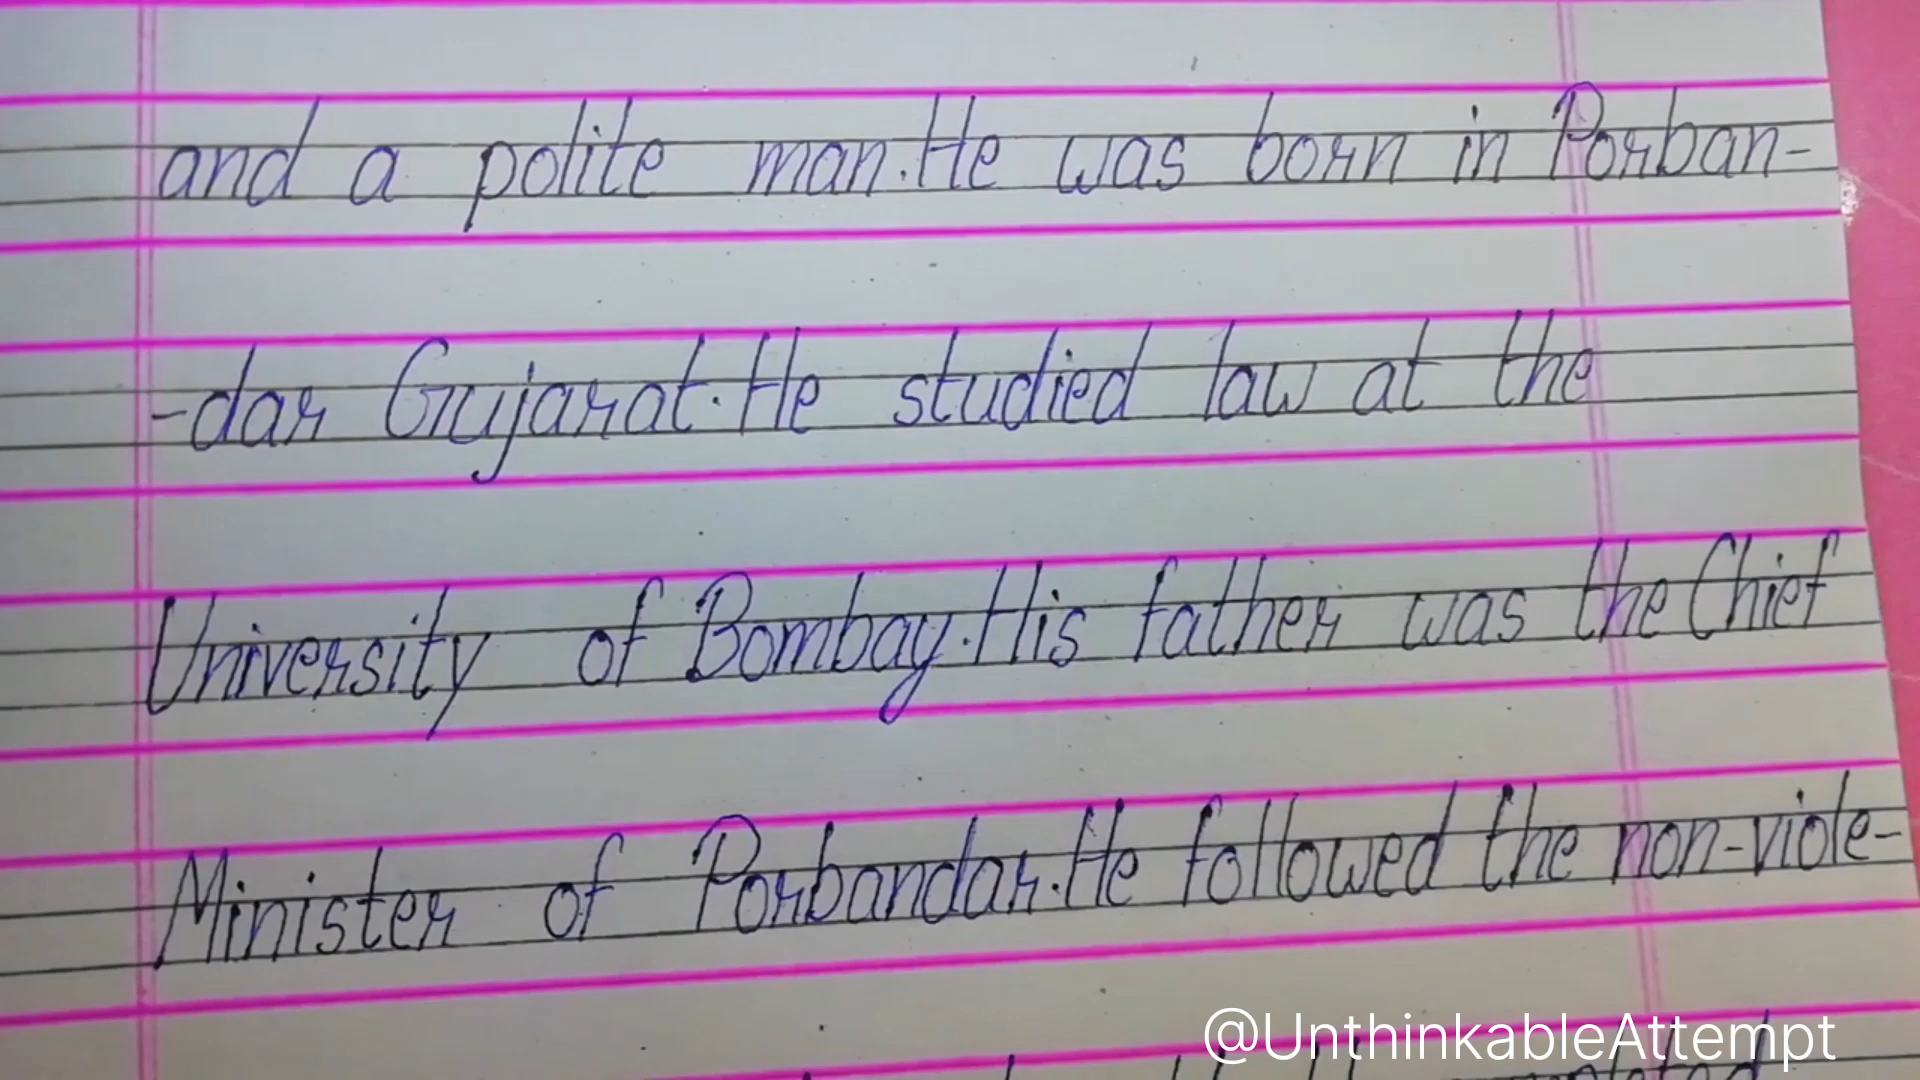 and a polite man. He was born in Porban-
-dar Gujarat. He studied law at the
University of Bombay. His father was the Chief
Minister of Porbandar. He followed the non-viole-
@UnthinkableAttempt